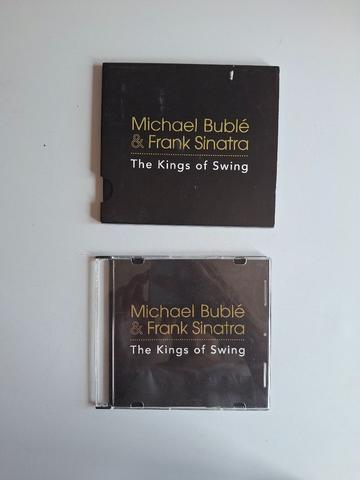 Michael Bublé
& Frank Sinatra
The Kings of Swing
Michael Bublé
& Frank Sinatra
The Kings of Swing